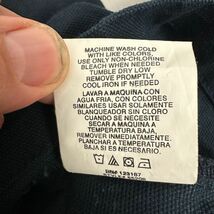 MACHINE WASH COLD
WITH LIKE COLORS.
USE ONLY NON-CHLORINE
BLEACH WHEN NEEDED
TUMBLE DRY LOW
REMOVE PROMPTLY
COOL IRON IF NEEDED
LAVAR A MAQUINA CON
AGUA FRIA, CON COLORES
SIMILARES USAR SOLAMENTE
BLANQUEADOR SIN CLORO
CUANDO SE NECESITE
SECAR A MAQUINA EN
TEMPERATURA BAJA.
REMOVER INMEDIATAMENTE.
PLANCHAR A TEMPERATURA
BAJA SI ES NECESARIO